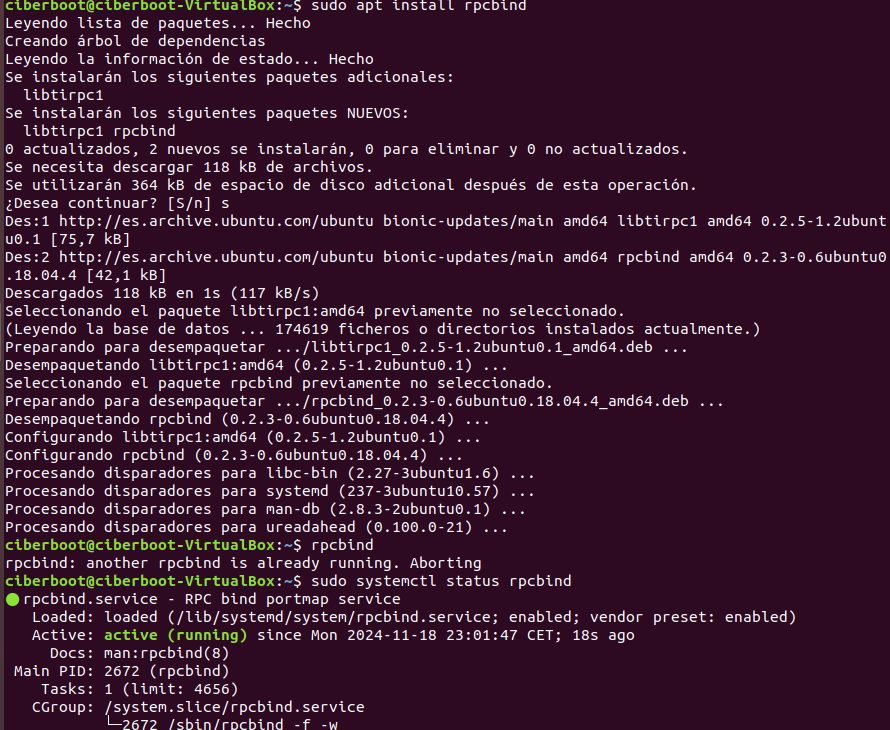 ciberboot@ciberboot-VirtualBox:~$ sudo apt install rpcbind
Leyendo lista de paquetes... Hecho
Creando árbol de dependencias
Leyendo la información de estado... Hecho
Se instalarán los siguientes paquetes adicionales:
  libtirpc1
Se instalarán los siguientes paquetes NUEVOS:
  libtirpc1 rpcbind
0 actualizados, 2 nuevos se instalarán, 0 para eliminar y 0 no actualizados.
Se necesita descargar 118 kB de archivos.
Se utilizarán 364 kB de espacio de disco adicional después de esta operación.
¿Desea continuar? [S/n] s
Des:1 http://es.archive.ubuntu.com/ubuntu bionic-updates/main amd64 libtirpc1 amd64 0.2.5-1.2ubunt
u0.1 [75,7 kB]
Des:2 http://es.archive.ubuntu.com/ubuntu bionic-updates/main amd64 rpcbind amd64 0.2.3-0.6ubuntu0
.18.04.4 [42,1 kB]
Descargados 118 kB en 1s (117 kB/s)
Seleccionando el paquete libtirpc1:amd64 previamente no seleccionado.
(Leyendo la base de datos ... 174619 ficheros o directorios instalados actualmente.)
Preparando para desempaquetar .../libtirpc1_0.2.5-1.2ubuntu0.1_amd64.deb ...
Desempaquetando libtirpc1:amd64 (0.2.5-1.2ubuntu0.1) ...
Seleccionando el paquete rpcbind previamente no seleccionado.
Preparando para desempaquetar .../rpcbind_0.2.3-0.6ubuntu0.18.04.4_amd64.deb ...
Desempaquetando rpcbind (0.2.3-0.6ubuntu0.18.04.4) ...
Configurando libtirpc1:amd64 (0.2.5-1.2ubuntu0.1) ...
Configurando rpcbind (0.2.3-0.6ubuntu0.18.04.4) ...
Procesando disparadores para libc-bin (2.27-3ubuntu1.6) ...
Procesando disparadores para systemd (237-3ubuntu10.57) ...
Procesando disparadores para man-db (2.8.3-2ubuntu0.1) ...
Procesando disparadores para ureadahead (0.100.0-21) ...
ciberboot@ciberboot-VirtualBox:~$ rpcbind
rpcbind: another rpcbind is already running. Aborting
ciberboot@ciberboot-VirtualBox:~$ sudo systemctl status rpcbind
● rpcbind.service - RPC bind portmap service
   Loaded: loaded (/lib/systemd/system/rpcbind.service; enabled; vendor preset: enabled)
   Active: active (running) since Mon 2024-11-18 23:01:47 CET; 18s ago
     Docs: man:rpcbind(8)
 Main PID: 2672 (rpcbind)
    Tasks: 1 (limit: 4656)
   CGroup: /system.slice/rpcbind.service
           └─2672 /sbin/rpcbind -f -w